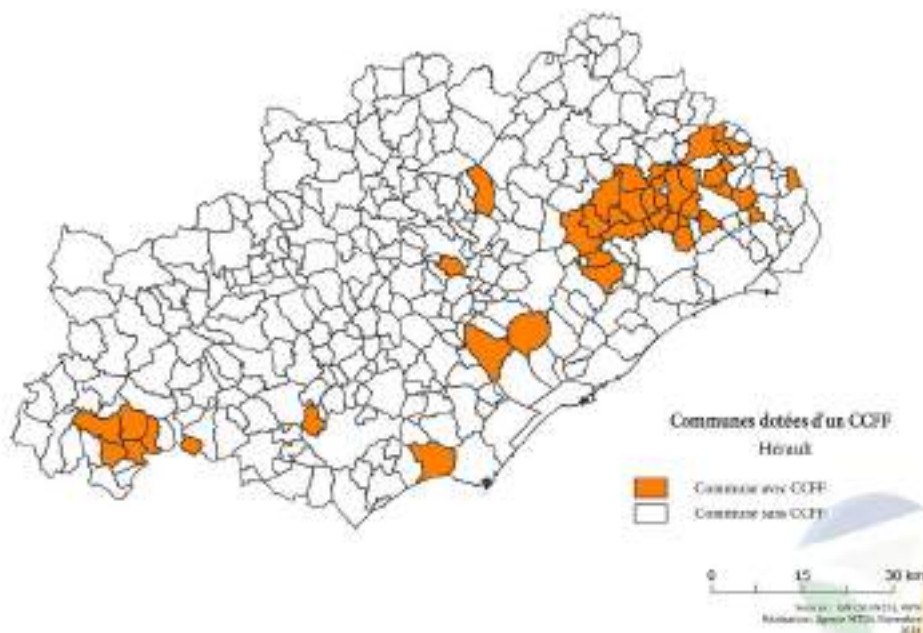 Communes dotées d'un CCFF
Hérault
Commune avec CCFF
Commune sans CCFF
0 15 30 km